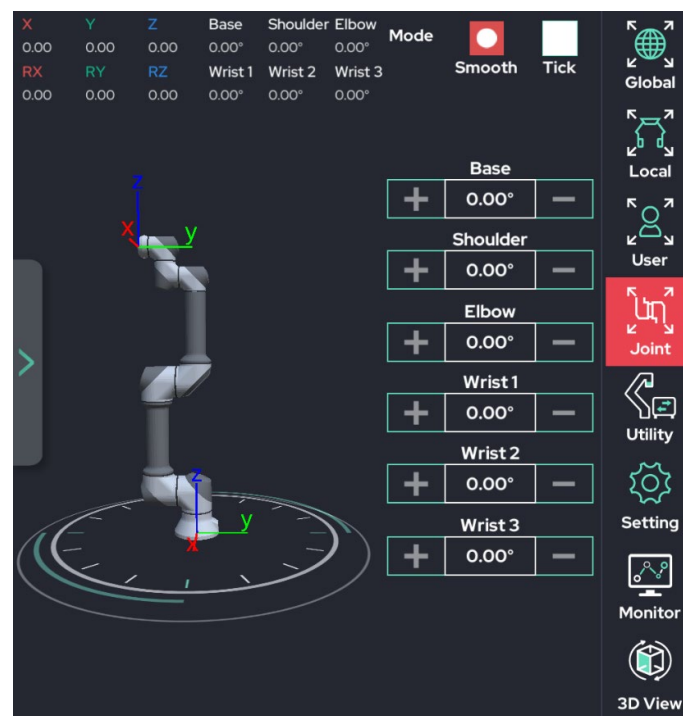 X Y Z Base Shoulder Elbow
0.00 0.00 0.00 0.00° 0.00° 0.00°
RX RY RZ Wrist 1 Wrist 2 Wrist 3
0.00 0.00 0.00 0.00° 0.00° 0.00°
Mode
Smooth Tick
z
x
y
z
y
x
>
Base
+ 0.00° −
Shoulder
+ 0.00° −
Elbow
+ 0.00° −
Wrist 1
+ 0.00° −
Wrist 2
+ 0.00° −
Wrist 3
+ 0.00° −
Global
Local
User
Joint
Utility
Setting
Monitor
3D View